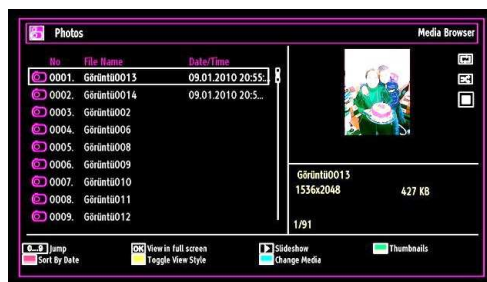 Photos
Media Browser
No File Name Date/Time
0001. Görüntü0013 09.01.2010 20:55:..
0002. Görüntü0014 09.01.2010 20:5...
0003. Görüntü002
0004. Görüntü006
0005. Görüntü008
0006. Görüntü009
0007. Görüntü010
0008. Görüntü011
0009. Görüntü012
Görüntü0013
1536x2048 427 KB
1/91
0...9 Jump OK View in full screen Slideshow Thumbnails
Sort By Date Toggle View Style Change Media